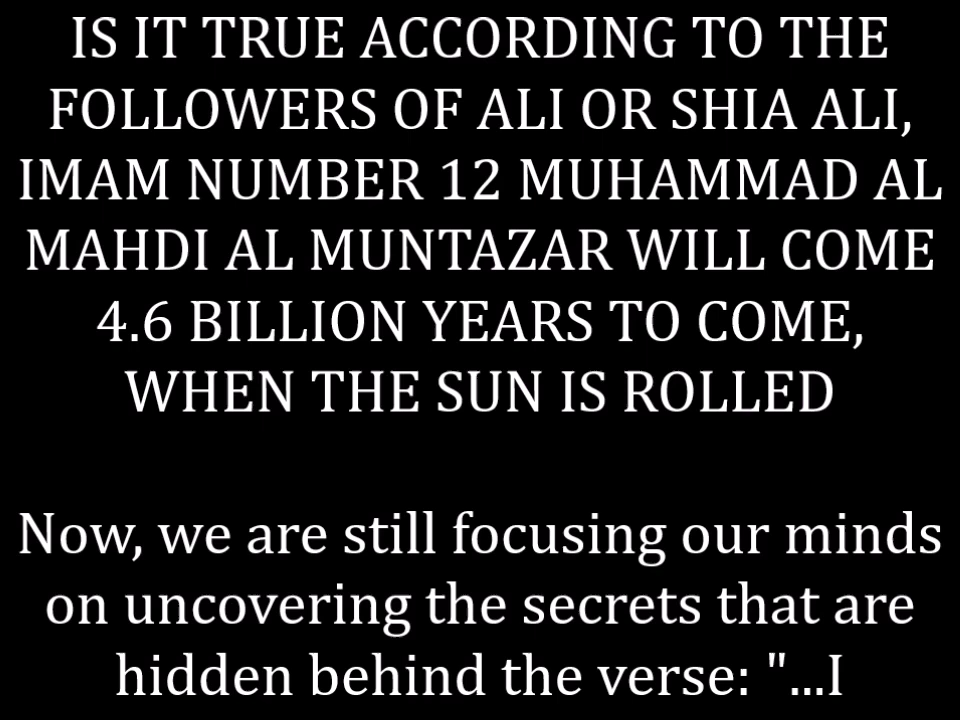 IS IT TRUE ACCORDING TO THE
FOLLOWERS OF ALI OR SHIA ALI,
IMAM NUMBER 12 MUHAMMAD AL
MAHDI AL MUNTAZAR WILL COME
4.6 BILLION YEARS TO COME,
WHEN THE SUN IS ROLLED
Now, we are still focusing our minds
on uncovering the secrets that are
hidden behind the verse: "...I